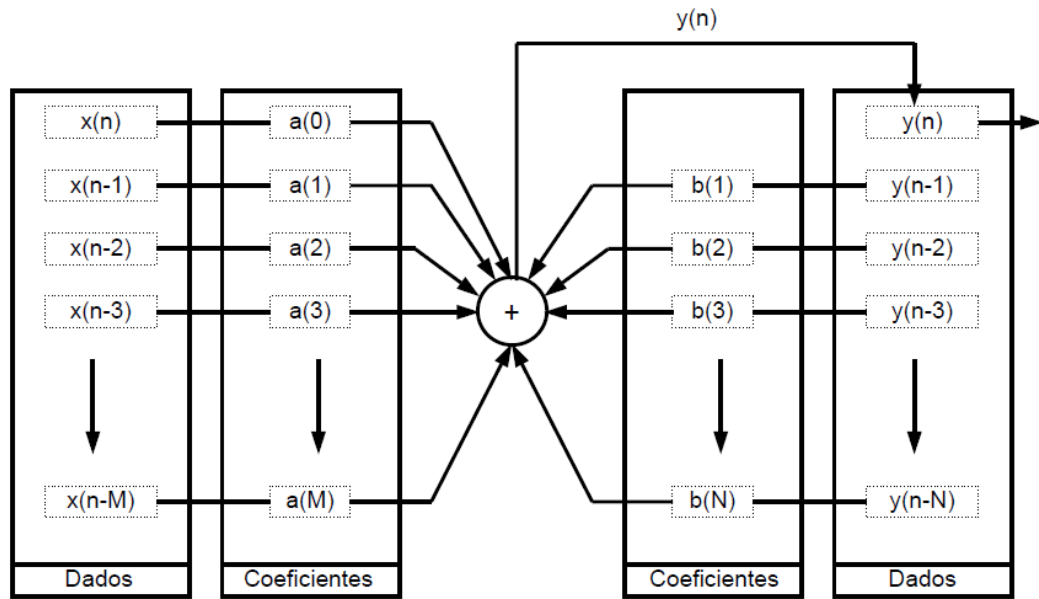 y(n)
x(n) a(0) y(n)
x(n-1) a(1) b(1) y(n-1)
x(n-2) a(2) b(2) y(n-2)
x(n-3) a(3) + b(3) y(n-3)
x(n-M) a(M) b(N) y(n-N)
Dados Coeficientes Coeficientes Dados